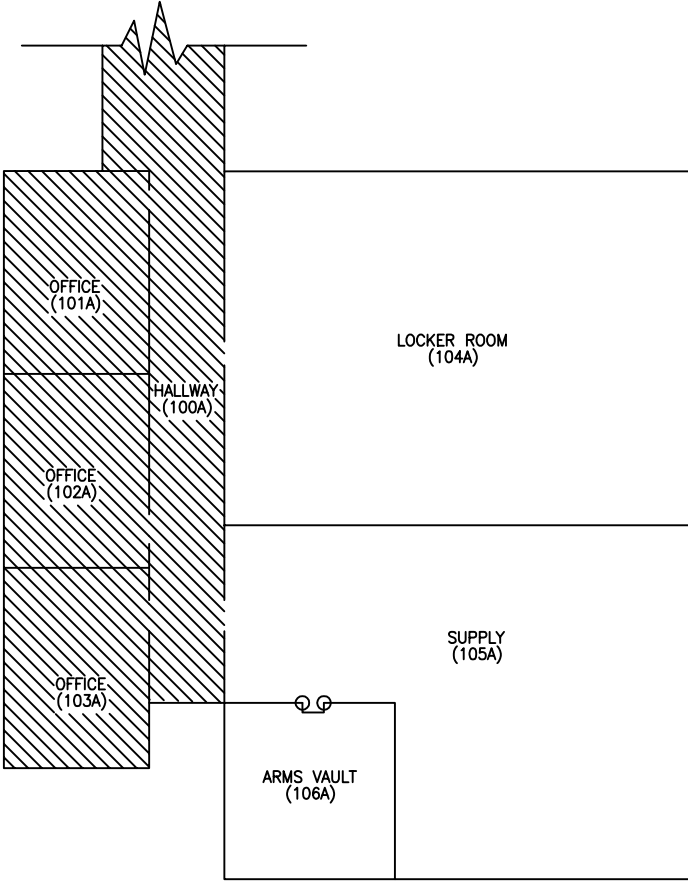 OFFICE
(101A)
LOCKER ROOM
(104A)
HALLWAY
(100A)
OFFICE
(102A)
SUPPLY
(105A)
OFFICE
(103A)
ARMS VAULT
(106A)